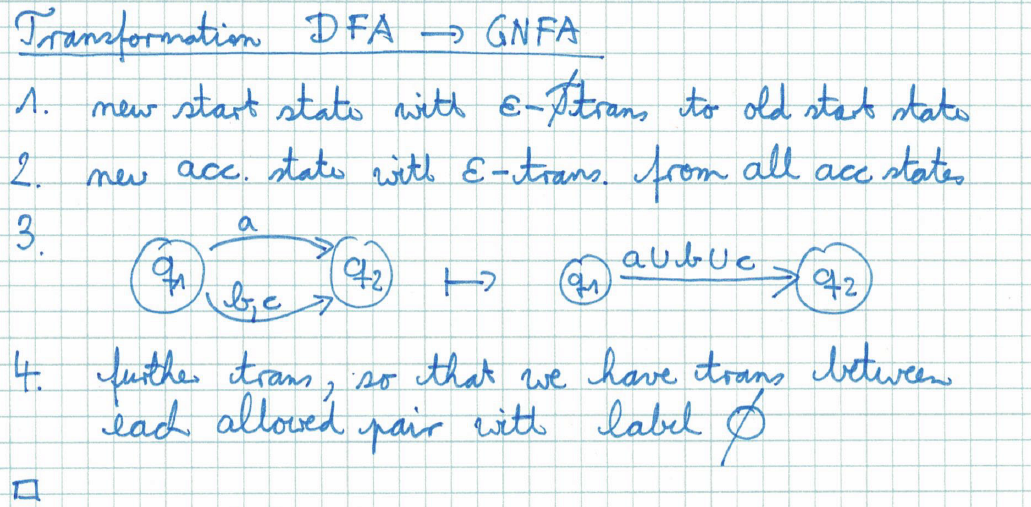 Transformation DFA → GNFA
1. new start state with ε-trans to old start state
2. new acc. state with ε-trans. from all acc states
3.
a
q1 q2 ↦ q1 a∪b∪c q2
b,c
4. further trans, so that we have trans between
each allowed pair with label ∅
□